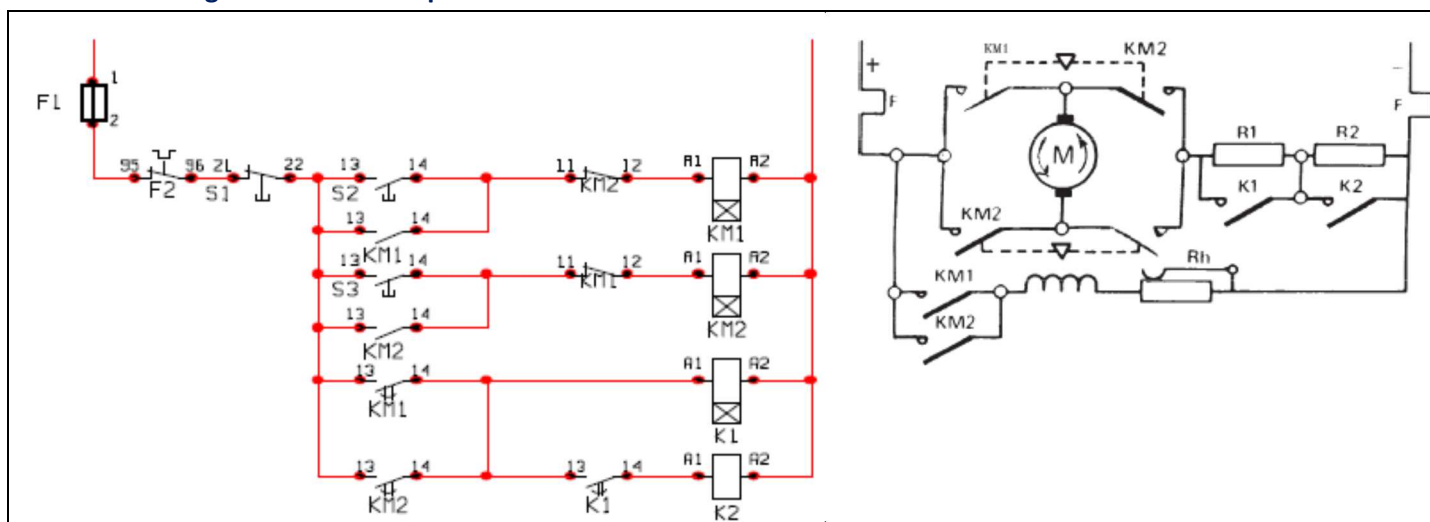 1
F1
2
95 96 21 22 13 14 11 12 A1 A2
F2 S1 S2 KM2
KM1
13 14
KM1
13 14 11 12 A1 A2
S3 KM1
KM2
13 14
KM2
13 14 A1 A2
KM1
K1
13 14 13 14 A1 A2
KM2 K1
K2
KM1 KM2
+ -
F F
M
R1 R2
K1 K2
KM2
Rh
KM1
KM2